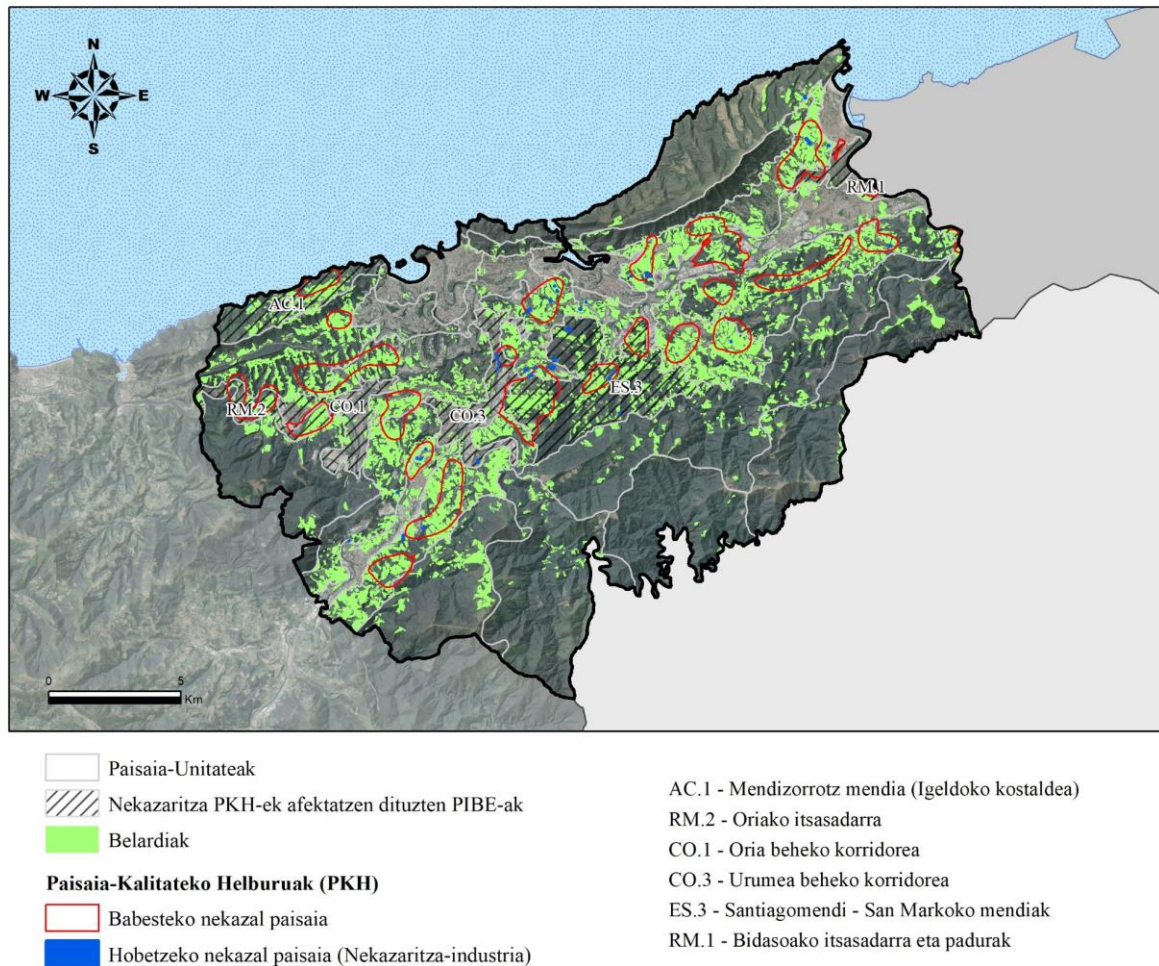 N
W E
S
RM.1
AC.1
ES.3
RM.2
CO.1
CO.3
0 5
Km
Paisaia-Unitateak
Nekazaritza PKH-ek afektatzen dituzten PIBE-ak
Belardiak
Paisaia-Kalitateko Helburuak (PKH)
Babesteko nekazal paisaia
Hobetzeko nekazal paisaia (Nekazaritza-industria)
AC.1 - Mendizorrotz mendia (Igeldoko kostaldea)
RM.2 - Oriako itsasadarra
CO.1 - Oria beheko korridorea
CO.3 - Urumea beheko korridorea
ES.3 - Santiagomendi - San Markoko mendiak
RM.1 - Bidasoako itsasadarra eta padurak